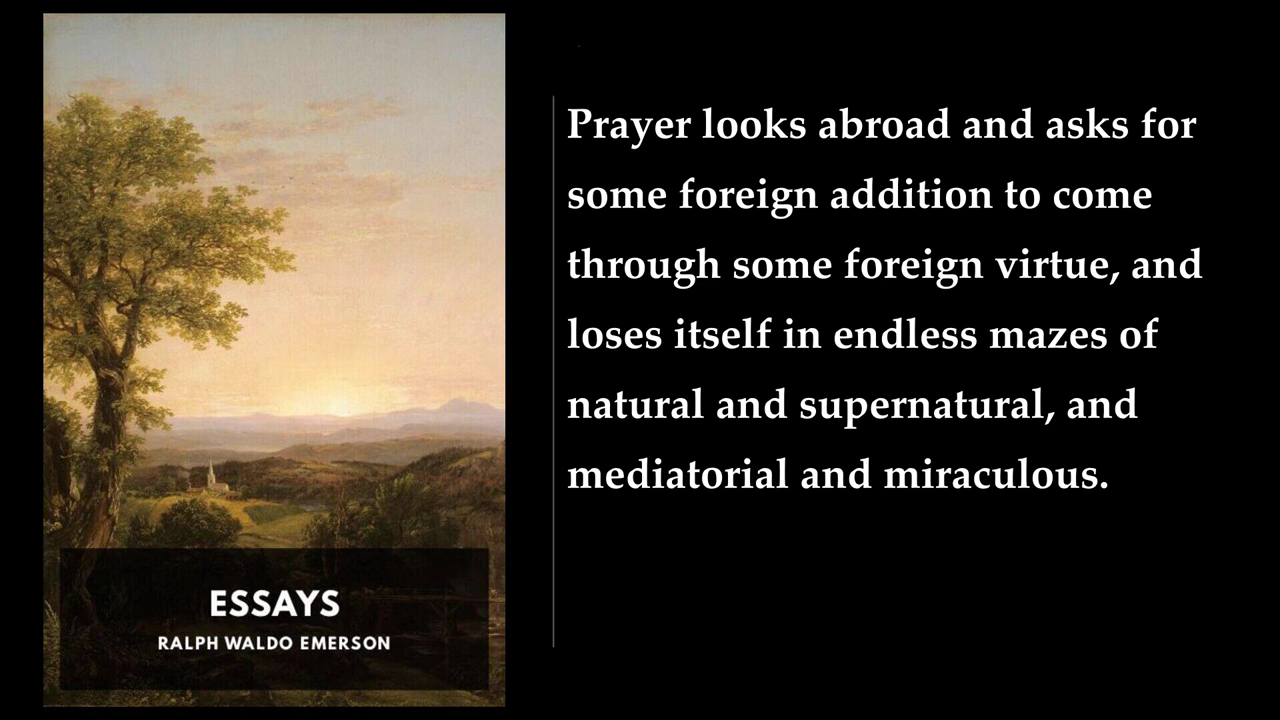 ESSAYS
RALPH WALDO EMERSON
Prayer looks abroad and asks for
some foreign addition to come
through some foreign virtue, and
loses itself in endless mazes of
natural and supernatural, and
mediatorial and miraculous.